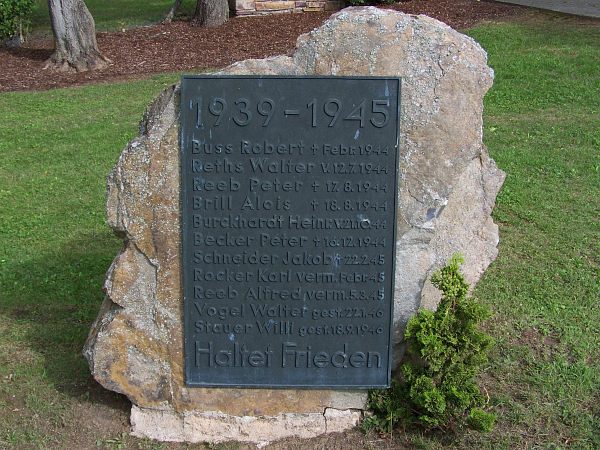 1939-1945
Buss Robert † Febr.1944
Reths Walter v.12.7.1944
Reeb Peter † 17.8.1944
Brill Alois † 18.8.1944
Burckhardt Heinr. v.21.10.44
Becker Peter † 16.12.1944
Schneider Jakob † 22.2.45
Rocker Karl verm. Febr.45
Reeb Alfred verm.5.3.45
Vogel Walter gest.22.1.46
Stauer Willi gest.18.9.1946
Haltet Frieden